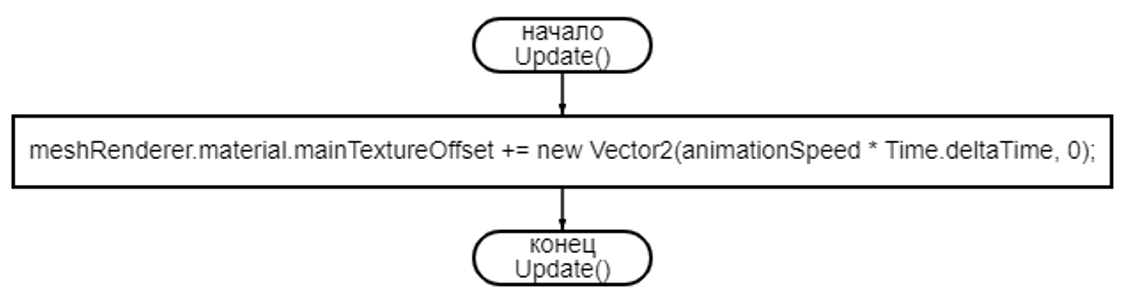 начало
Update()
meshRenderer.material.mainTextureOffset += new Vector2(animationSpeed * Time.deltaTime, 0);
конец
Update()